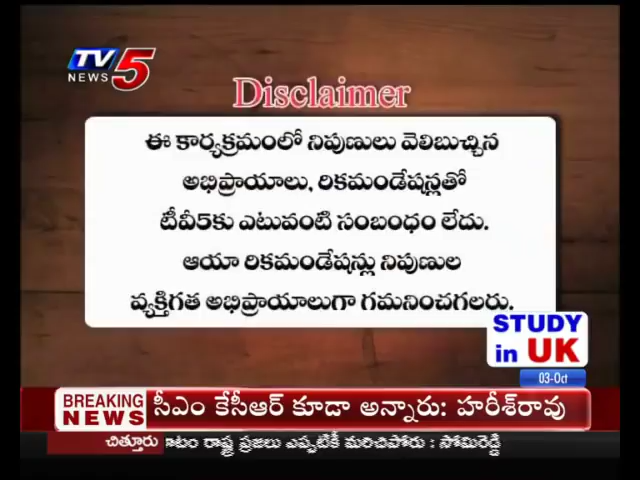 TV5
NEWS
Disclaimer
ఈ కార్యక్రమంలో నిపుణులు వెలిబుచ్చిన
అభిప్రాయాలు, రికమండేషన్లతో
టీవీ5కు ఎటువంటి సంబంధం లేదు.
ఆయా రికమండేషన్లు నిపుణుల
వ్యక్తిగత అభిప్రాయాలుగా గమనించగలరు.
STUDY
in UK
03-Oct
BREAKING
NEWS
సీఎం కేసీఆర్ కూడా అన్నారు: హరీశ్‌రావు
చిత్తూరు
రాష్ట్ర ప్రజలు ఎప్పటికీ మరిచిపోరు : సోమిరెడ్డి